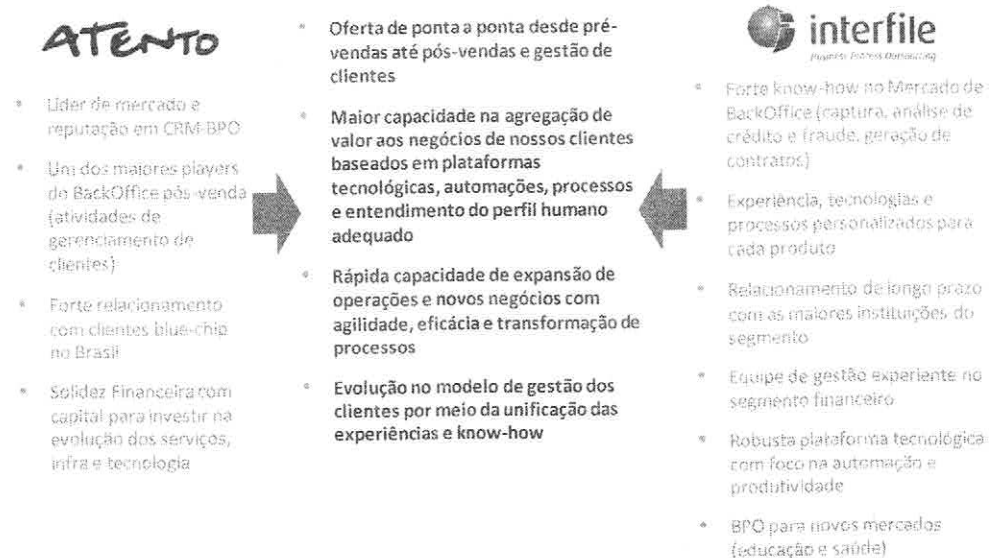 ATENTO
Líder de mercado e
reputação em CRM-BPO
Um dos maiores players
do BackOffice pós-venda
(atividades de
gerenciamento de
clientes)
Forte relacionamento
com clientes blue-chip
no Brasil
Solidez Financeira com
capital para investir na
evolução dos serviços,
infra e tecnologia
Oferta de ponta a ponta desde pré-
vendas até pós-vendas e gestão de
clientes
Maior capacidade na agregação de
valor aos negócios de nossos clientes
baseados em plataformas
tecnológicas, automações, processos
e entendimento do perfil humano
adequado
Rápida capacidade de expansão de
operações e novos negócios com
agilidade, eficácia e transformação de
processos
Evolução no modelo de gestão dos
clientes por meio da unificação das
experiências e know-how
interfile
Business Process Outsourcing
Forte know-how no Mercado de
BackOffice (captura, análise de
crédito e fraude, geração de
contratos)
Experiência, tecnologias e
processos personalizados para
cada produto
Relacionamento de longo prazo
com as maiores instituições do
segmento
Equipe de gestão experiente no
segmento financeiro
Robusta plataforma tecnológica
com foco na automação e
produtividade
BPO para novos mercados
(educação e saúde)